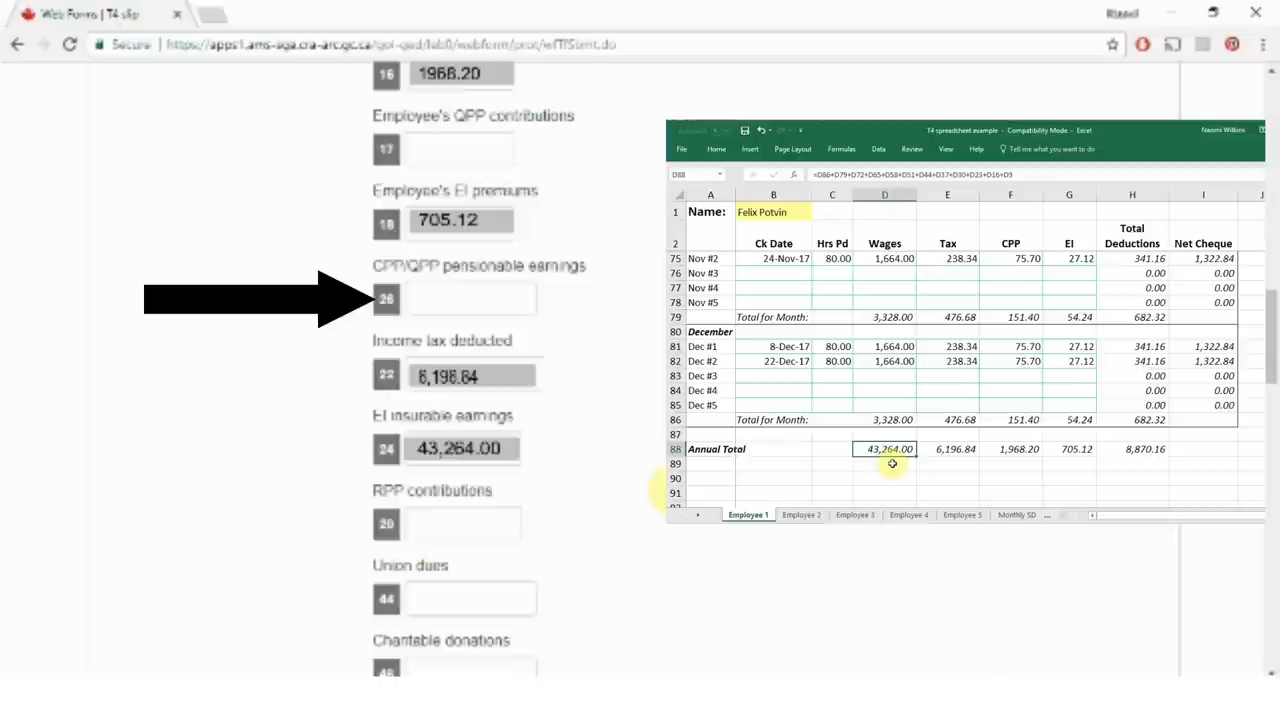 Web Forms | T4 slip
Secure | https://apps1.ams-sga.cra-arc.gc.ca/gol-ged/
16 1968.20
Employee's QPP contributions
17
Employee's EI premiums
18 705.12
CPP/QPP pensionable earnings
26
Income tax deducted
22 6,196.84
EI insurable earnings
24 43,264.00
RPP contributions
20
Union dues
44
Charitable donations
46
T4 spreadsheet example - Compatibility Mode - Excel Naomi Wilkins
File Home Insert Page Layout Formulas Data Review View Help Tell me what you want to do
D88 fx =D86+D79+D72+D65+D58+D51+D44+D37+D30+D23+D16+D9
A B C D E F G H I J
1 Name: Felix Potvin
2 Ck Date Hrs Pd Wages Tax CPP EI Total Deductions Net Cheque
75 Nov #2 24-Nov-17 80.00 1,664.00 238.34 75.70 27.12 341.16 1,322.84
76 Nov #3 0.00 0.00
77 Nov #4 0.00 0.00
78 Nov #5 0.00 0.00
79 Total for Month: 3,328.00 476.68 151.40 54.24 682.32
80 December
81 Dec #1 8-Dec-17 80.00 1,664.00 238.34 75.70 27.12 341.16 1,322.84
82 Dec #2 22-Dec-17 80.00 1,664.00 238.34 75.70 27.12 341.16 1,322.84
83 Dec #3 0.00 0.00
84 Dec #4 0.00 0.00
85 Dec #5 0.00 0.00
86 Total for Month: 3,328.00 476.68 151.40 54.24 682.32
87
88 Annual Total 43,264.00 6,196.84 1,968.20 705.12 8,870.16
89
90
91
Employee 1 Employee 2 Employee 3 Employee 4 Employee 5 Monthly SD ...